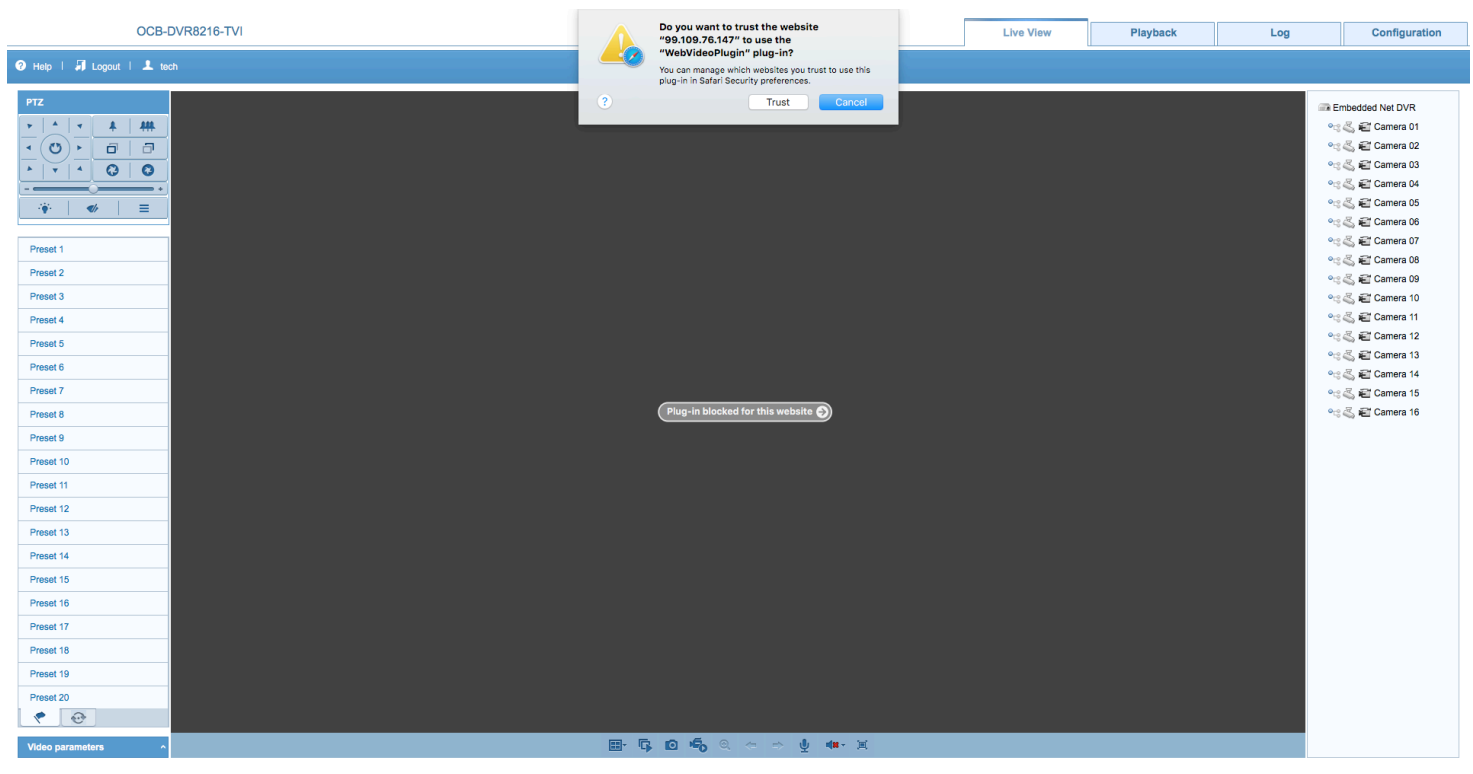 OCB-DVR8216-TVI
Do you want to trust the website
"99.109.76.147" to use the
"WebVideoPlugin" plug-in?
You can manage which websites you trust to use this
plug-in in Safari Security preferences.
?
Trust
Cancel
Live View
Playback
Log
Configuration
? Help | Logout | tech
PTZ
Preset 1
Preset 2
Preset 3
Preset 4
Preset 5
Preset 6
Preset 7
Preset 8
Preset 9
Preset 10
Preset 11
Preset 12
Preset 13
Preset 14
Preset 15
Preset 16
Preset 17
Preset 18
Preset 19
Preset 20
Video parameters
Plug-in blocked for this website
Embedded Net DVR
Camera 01
Camera 02
Camera 03
Camera 04
Camera 05
Camera 06
Camera 07
Camera 08
Camera 09
Camera 10
Camera 11
Camera 12
Camera 13
Camera 14
Camera 15
Camera 16